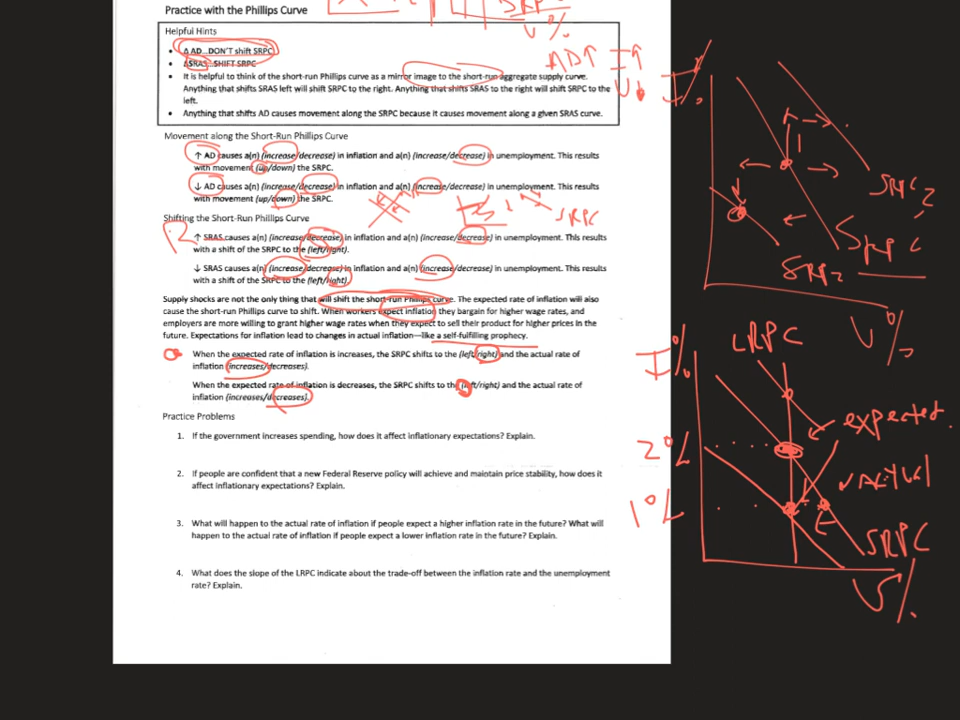 Practice with the Phillips Curve
SRPC
U%
Helpful Hints
• Δ AD...DON'T shift SRPC
• ΔSRAS...SHIFT SRPC
• It is helpful to think of the short-run Phillips curve as a mirror image to the short-run aggregate supply curve.
Anything that shifts SRAS left will shift SRPC to the right. Anything that shifts SRAS to the right will shift SRPC to the
left.
• Anything that shifts AD causes movement along the SRPC because it causes movement along a given SRAS curve.
AD↑ I↑
U↓
I%
SRPC2
SRPC
SRP2
U%
Movement along the Short-Run Phillips Curve
↑ AD causes a(n) (increase/decrease) in inflation and a(n) (increase/decrease) in unemployment. This results
with movement (up/down) the SRPC.
↓ AD causes a(n) (increase/decrease) in inflation and a(n) (increase/decrease) in unemployment. This results
with movement (up/down) the SRPC.
SRPC
Shifting the Short-Run Phillips Curve
R
↑ SRAS causes a(n) (increase/decrease) in inflation and a(n) (increase/decrease) in unemployment. This results
with a shift of the SRPC to the (left/right).
↓ SRAS causes a(n) (increase/decrease) in inflation and a(n) (increase/decrease) in unemployment. This results
with a shift of the SRPC to the (left/right).
Supply shocks are not the only thing that will shift the short-run Phillips curve. The expected rate of inflation will also
cause the short-run Phillips curve to shift. When workers expect inflation they bargain for higher wage rates, and
employers are more willing to grant higher wage rates when they expect to sell their product for higher prices in the
future. Expectations for inflation lead to changes in actual inflation—like a self-fulfilling prophecy.
When the expected rate of inflation is increases, the SRPC shifts to the (left/right) and the actual rate of
inflation (increases/decreases).
When the expected rate of inflation is decreases, the SRPC shifts to the (left/right) and the actual rate of
inflation (increases/decreases).
Practice Problems
1. If the government increases spending, how does it affect inflationary expectations? Explain.
2. If people are confident that a new Federal Reserve policy will achieve and maintain price stability, how does it
affect inflationary expectations? Explain.
3. What will happen to the actual rate of inflation if people expect a higher inflation rate in the future? What will
happen to the actual rate of inflation if people expect a lower inflation rate in the future? Explain.
4. What does the slope of the LRPC indicate about the trade-off between the inflation rate and the unemployment
rate? Explain.
LRPC
I%
expected
2%
actual
1%
SRPC
U%